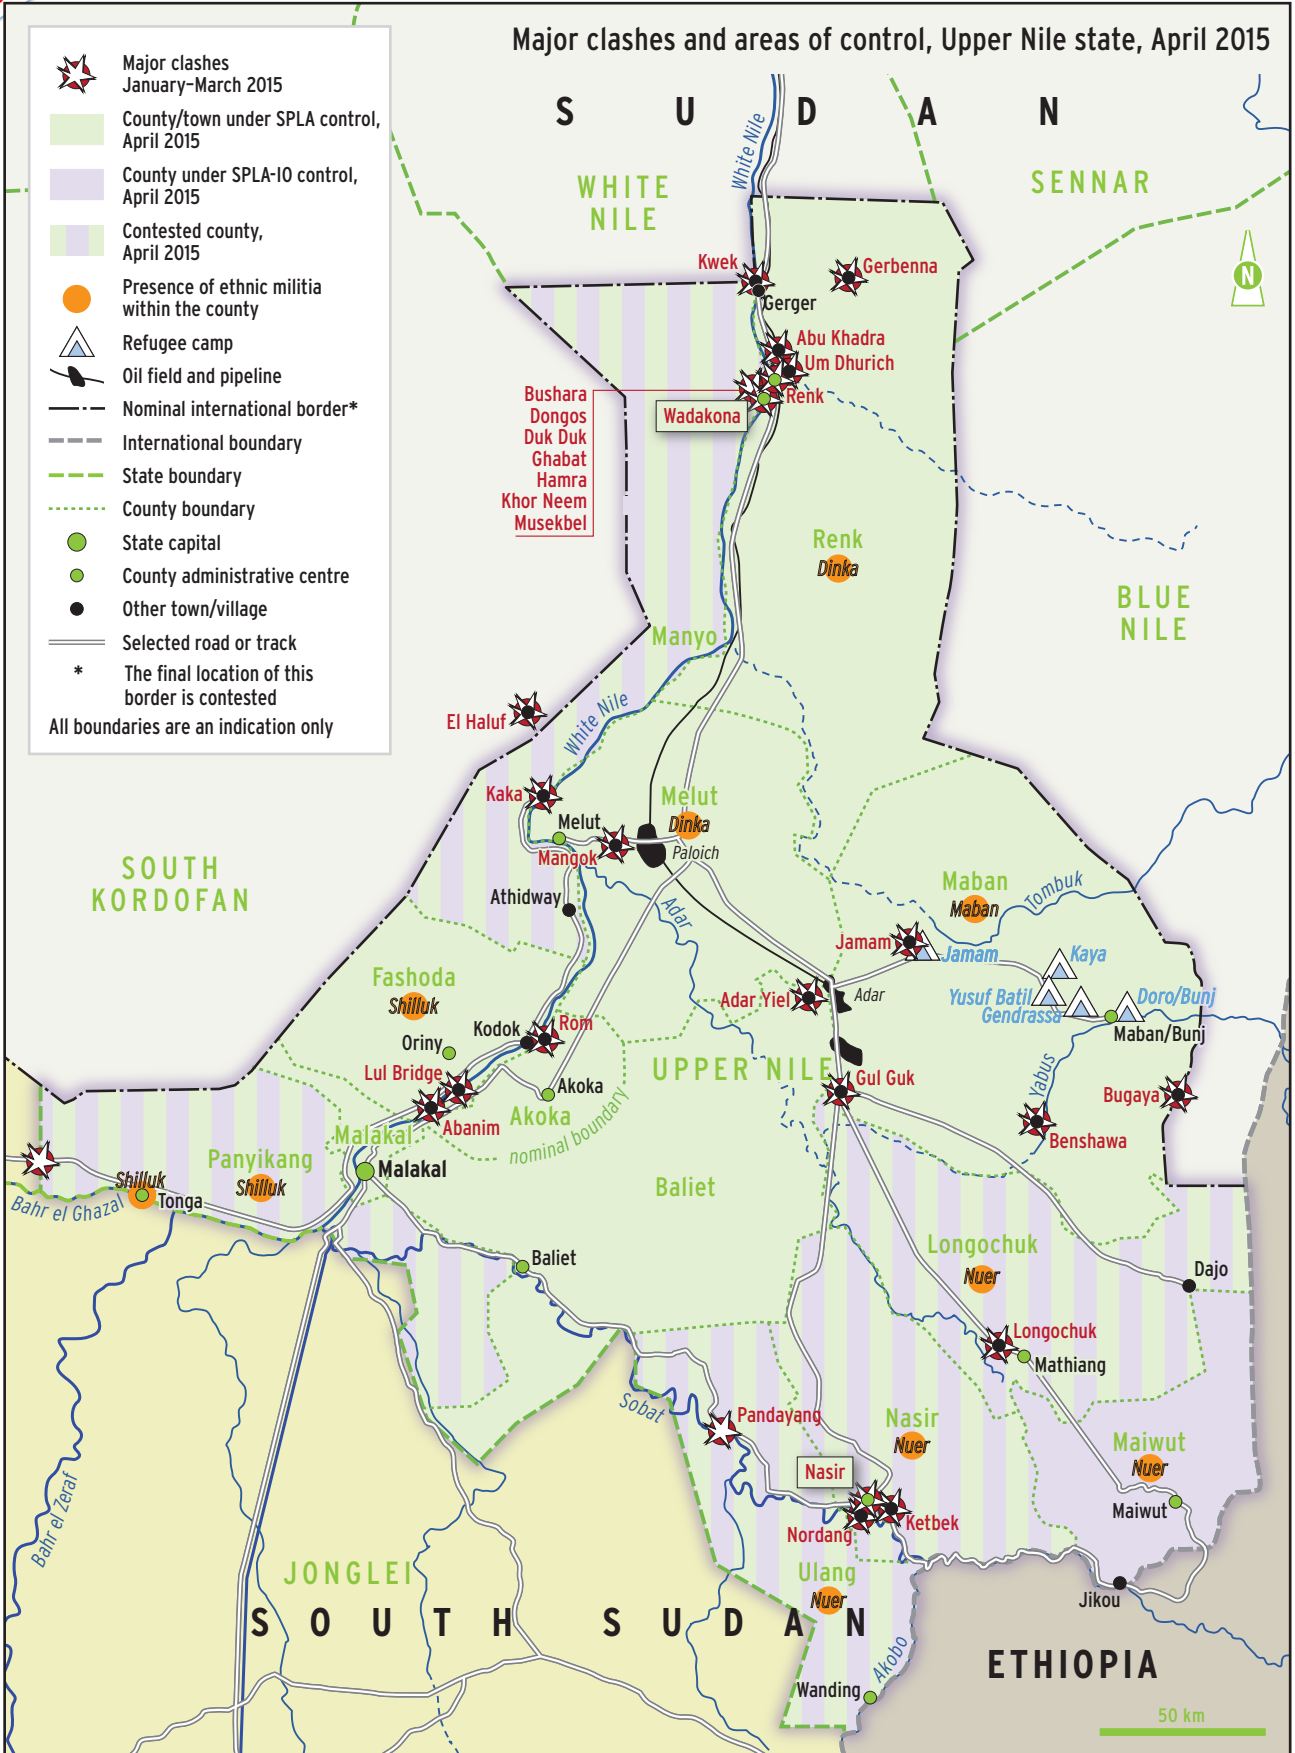 Major clashes and areas of control, Upper Nile state, April 2015
Major clashes
January–March 2015
County/town under SPLA control,
April 2015
County under SPLA-IO control,
April 2015
Contested county,
April 2015
Presence of ethnic militia
within the county
Refugee camp
Oil field and pipeline
Nominal international border*
International boundary
State boundary
County boundary
State capital
County administrative centre
Other town/village
Selected road or track
* The final location of this
border is contested
All boundaries are an indication only
SUDAN
White Nile
WHITE
NILE
SENNAR
N
Kwek
Gerbenna
Gerger
Abu Khadra
Um Dhurich
Renk
Wadakona
Bushara
Dongos
Duk Duk
Ghabat
Hamra
Khor Neem
Musekbel
Renk
Dinka
BLUE
NILE
Manyo
White Nile
El Haluf
Kaka
Melut
Melut
Dinka
Mangok
Paloich
SOUTH
KORDOFAN
Athidway
Adar
Maban
Maban
Tombuk
Jamam
Jamam
Kaya
Fashoda
Shilluk
Adar Yiel
Adar
Yusuf Batil
Gendrassa
Doro/Bunj
Maban/Bunj
Kodok
Rom
Oriny
Lul Bridge
UPPER NILE
Gul Guk
Yabus
Bugaya
Akoka
Akoka
Abanim
nominal boundary
Benshawa
Malakal
Malakal
Panyikang
Shilluk
Shilluk
Tonga
Bahr el Ghazal
Baliet
Baliet
Longochuk
Nuer
Dajo
Longochuk
Mathiang
Sobat
Pandayang
Nasir
Nuer
Maiwut
Nuer
Nasir
Maiwut
Nordang
Ketbek
Bahr el Zeraf
JONGLEI
Ulang
Nuer
Jikou
SOUTH SUDAN
Akobo
Wanding
ETHIOPIA
50 km